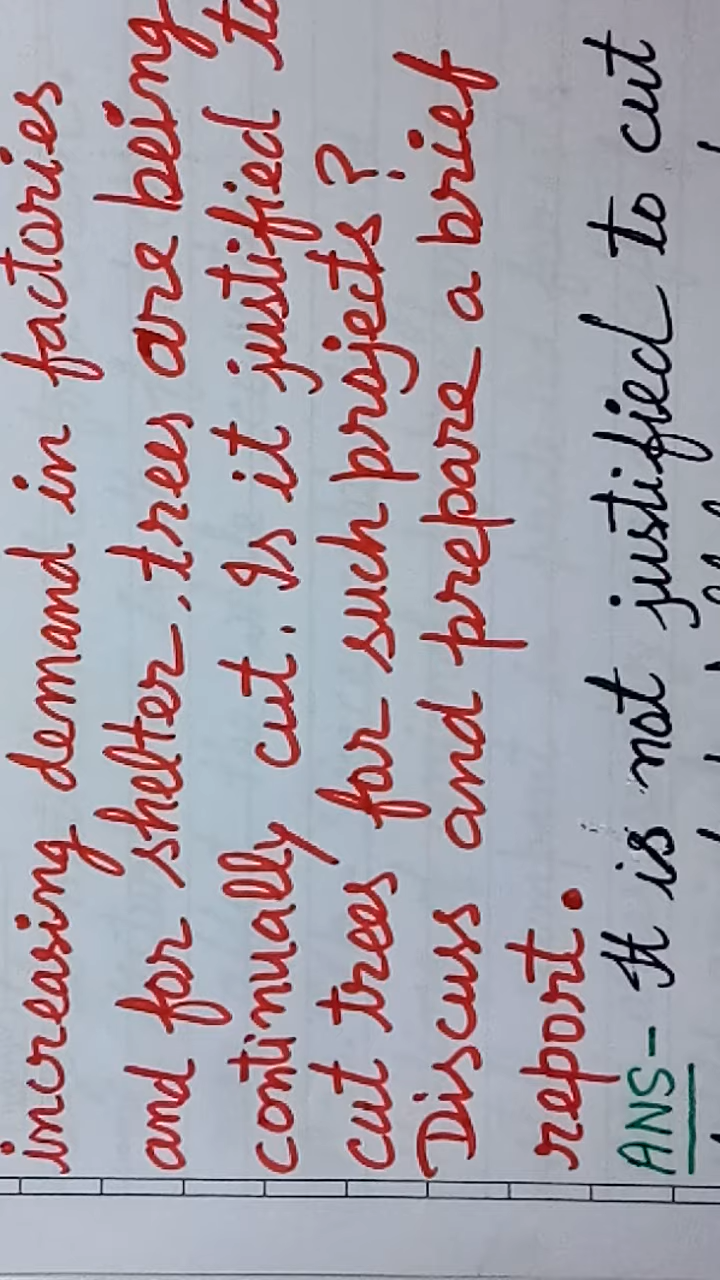 increasing demand in factories
and for shelter, trees are being
continually cut. Is it justified to
cut trees for such projects?
Discuss and prepare a brief
report.
ANS- It is not justified to cut